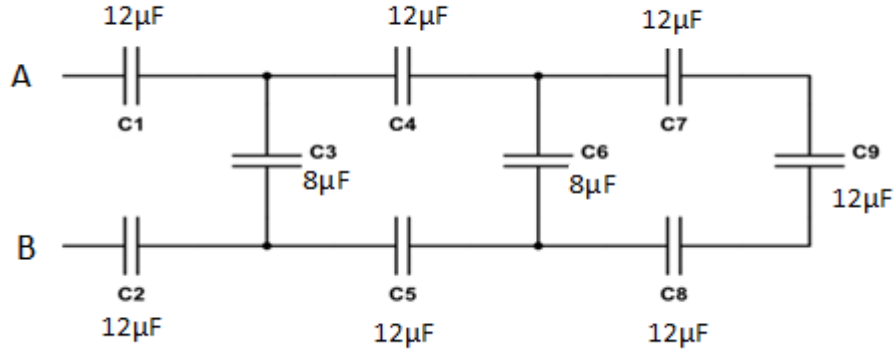 12µF 12µF 12µF
A
C1 C4 C7
C3 C6 C9
8µF 8µF 12µF
B
C2 C5 C8
12µF 12µF 12µF